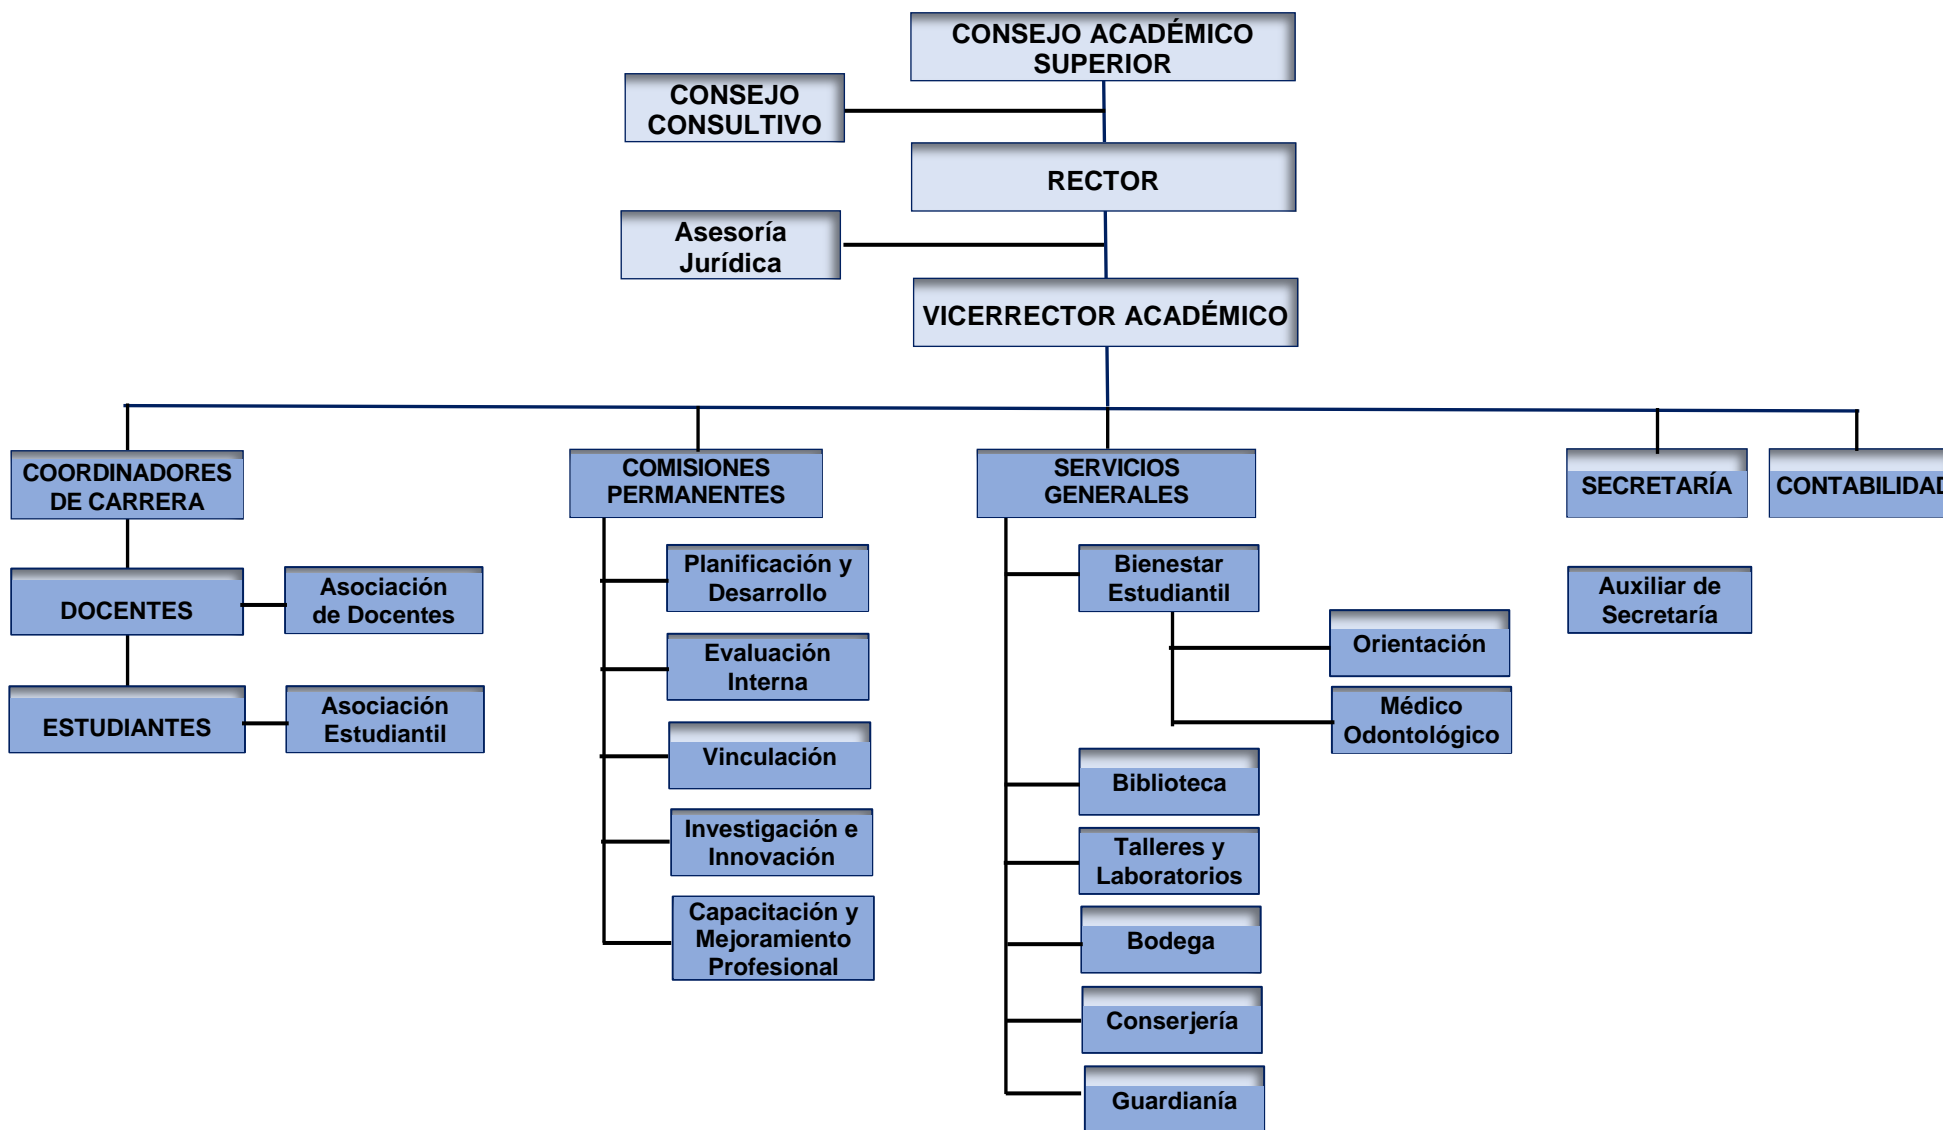 CONSEJO ACADÉMICO
SUPERIOR
CONSEJO
CONSULTIVO
RECTOR
Asesoría
Jurídica
VICERRECTOR ACADÉMICO
COORDINADORES
DE CARRERA
COMISIONES
PERMANENTES
SERVICIOS
GENERALES
SECRETARÍA
CONTABILIDAD
DOCENTES
Asociación
de Docentes
ESTUDIANTES
Asociación
Estudiantil
Planificación y
Desarrollo
Evaluación
Interna
Vinculación
Investigación e
Innovación
Capacitación y
Mejoramiento
Profesional
Bienestar
Estudiantil
Orientación
Médico
Odontológico
Biblioteca
Talleres y
Laboratorios
Bodega
Conserjería
Guardianía
Auxiliar de
Secretaría